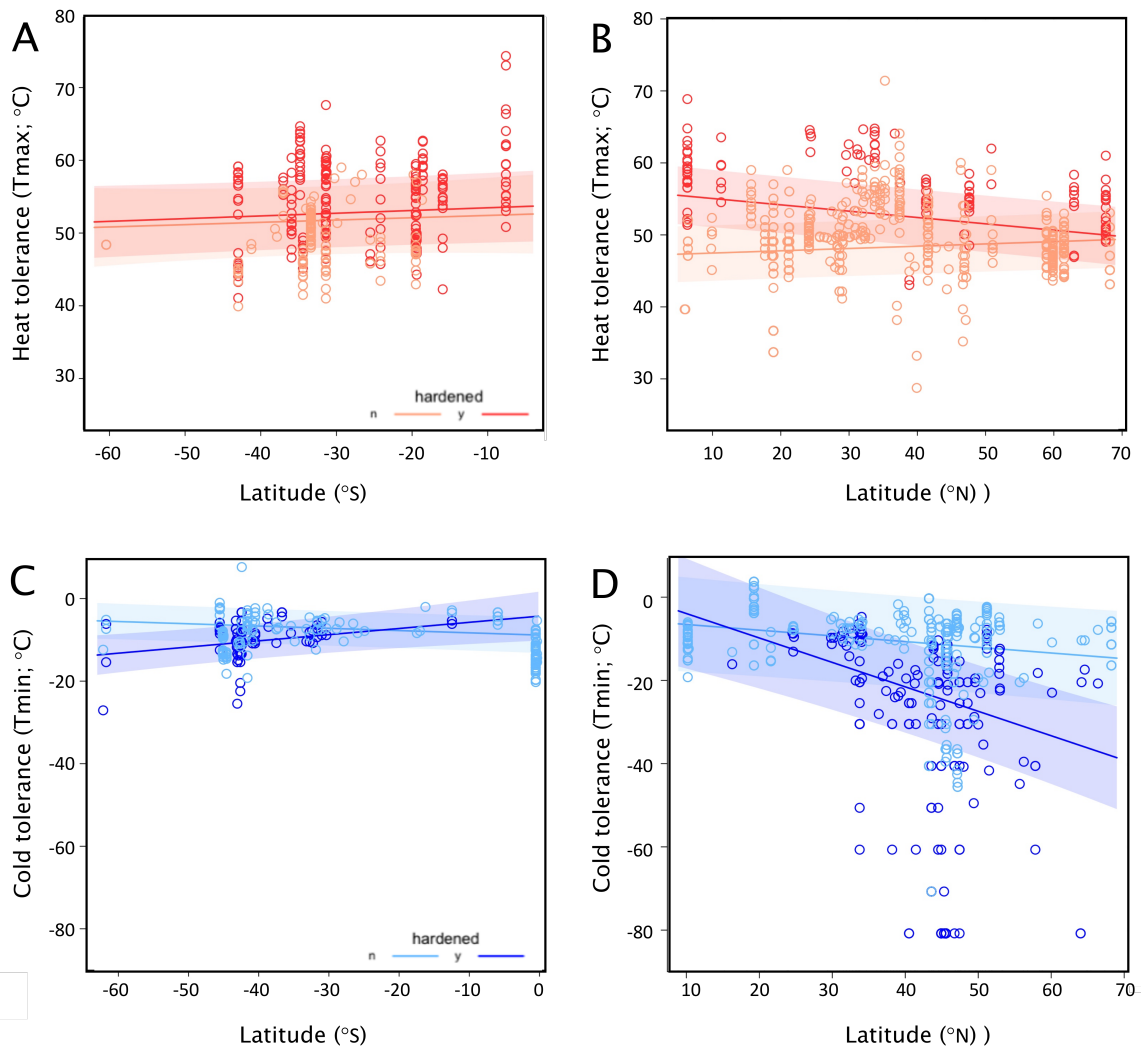 A
Heat tolerance (Tmax; °C)
80
70
60
50
40
30
hardened
n y
-60 -50 -40 -30 -20 -10
Latitude (°S)
B
Heat tolerance (Tmax; °C)
80
70
60
50
40
30
10 20 30 40 50 60 70
Latitude (°N) )
C
Cold tolerance (Tmin; °C)
0
-20
-40
-60
-80
hardened
n y
-60 -50 -40 -30 -20 -10 0
Latitude (°S)
D
Cold tolerance (Tmin; °C)
0
-20
-40
-60
-80
10 20 30 40 50 60 70
Latitude (°N) )